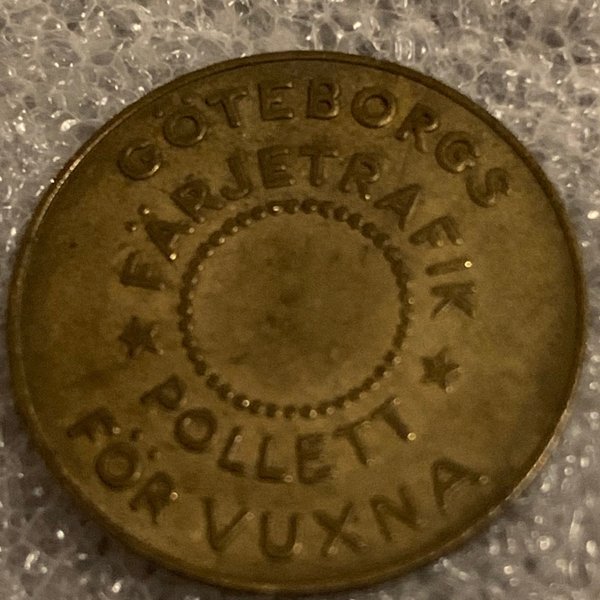 GÖTEBORGS
FÄRJETRAFIK
POLLETT
FÖR VUXNA